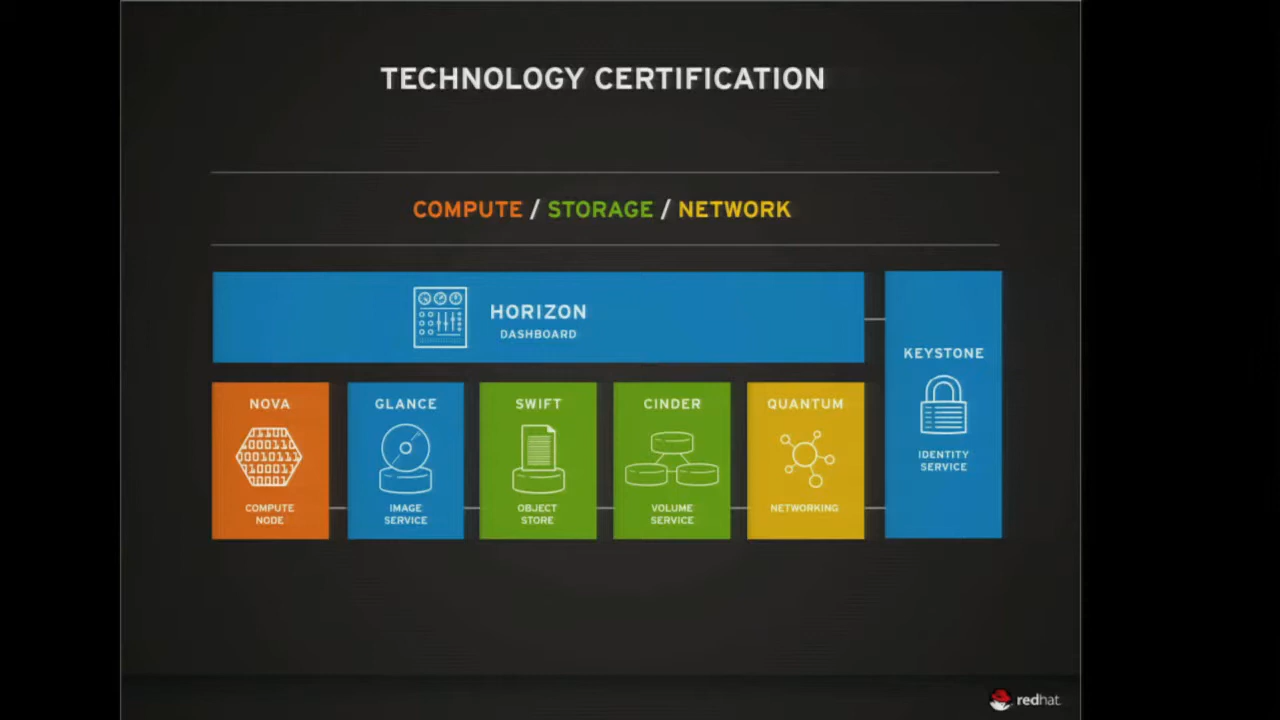 TECHNOLOGY CERTIFICATION
COMPUTE / STORAGE / NETWORK
HORIZON
DASHBOARD
KEYSTONE
IDENTITY
SERVICE
NOVA
COMPUTE
NODE
GLANCE
IMAGE
SERVICE
SWIFT
OBJECT
STORE
CINDER
VOLUME
SERVICE
QUANTUM
NETWORKING
redhat.